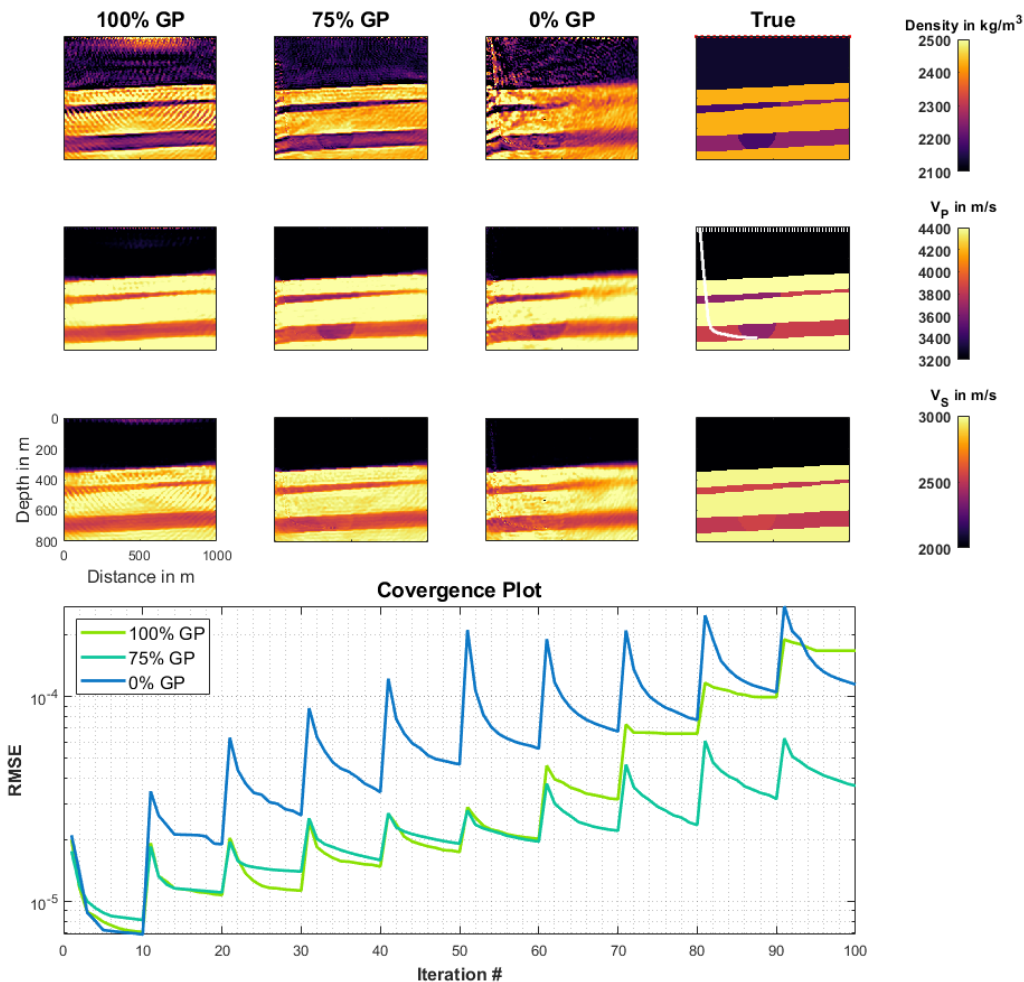 100% GP 75% GP 0% GP True
Density in kg/m³
2500
2400
2300
2200
2100
V_P in m/s
4400
4200
4000
3800
3600
3400
3200
V_S in m/s
3000
2500
2000
Depth in m
0
200
400
600
800
0 500 1000
Distance in m
Covergence Plot
100% GP
75% GP
0% GP
RMSE
10⁻⁴
10⁻⁵
0 10 20 30 40 50 60 70 80 90 100
Iteration #